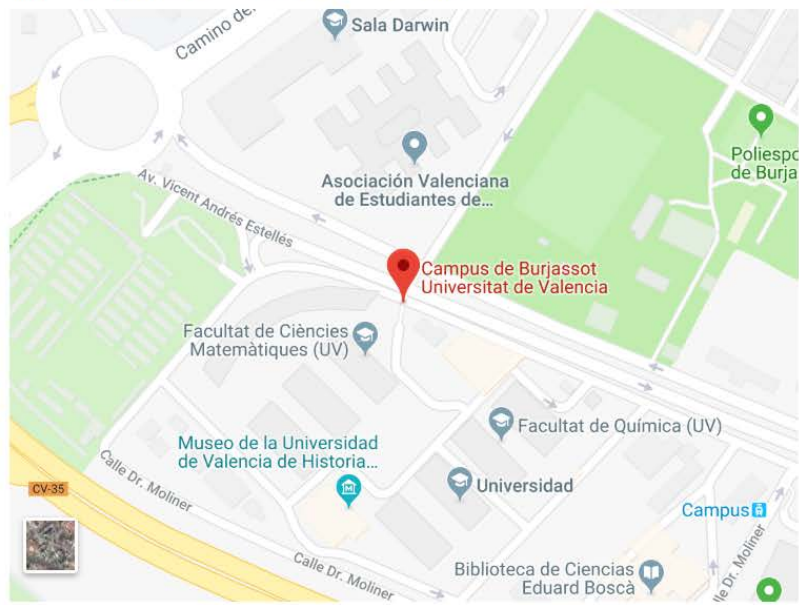 Camino de
Sala Darwin
Asociación Valenciana
de Estudiantes de...
Poliespo
de Burja
Av. Vicent Andrés Estellés
Campus de Burjassot
Universitat de Valencia
Facultat de Ciències
Matemàtiques (UV)
Facultat de Química (UV)
Museo de la Universidad
de Valencia de Historia...
Calle Dr. Moliner
CV-35
Universidad
Campus
Calle Dr. Moliner
Biblioteca de Ciencias
Eduard Boscà
lle Dr. Moliner